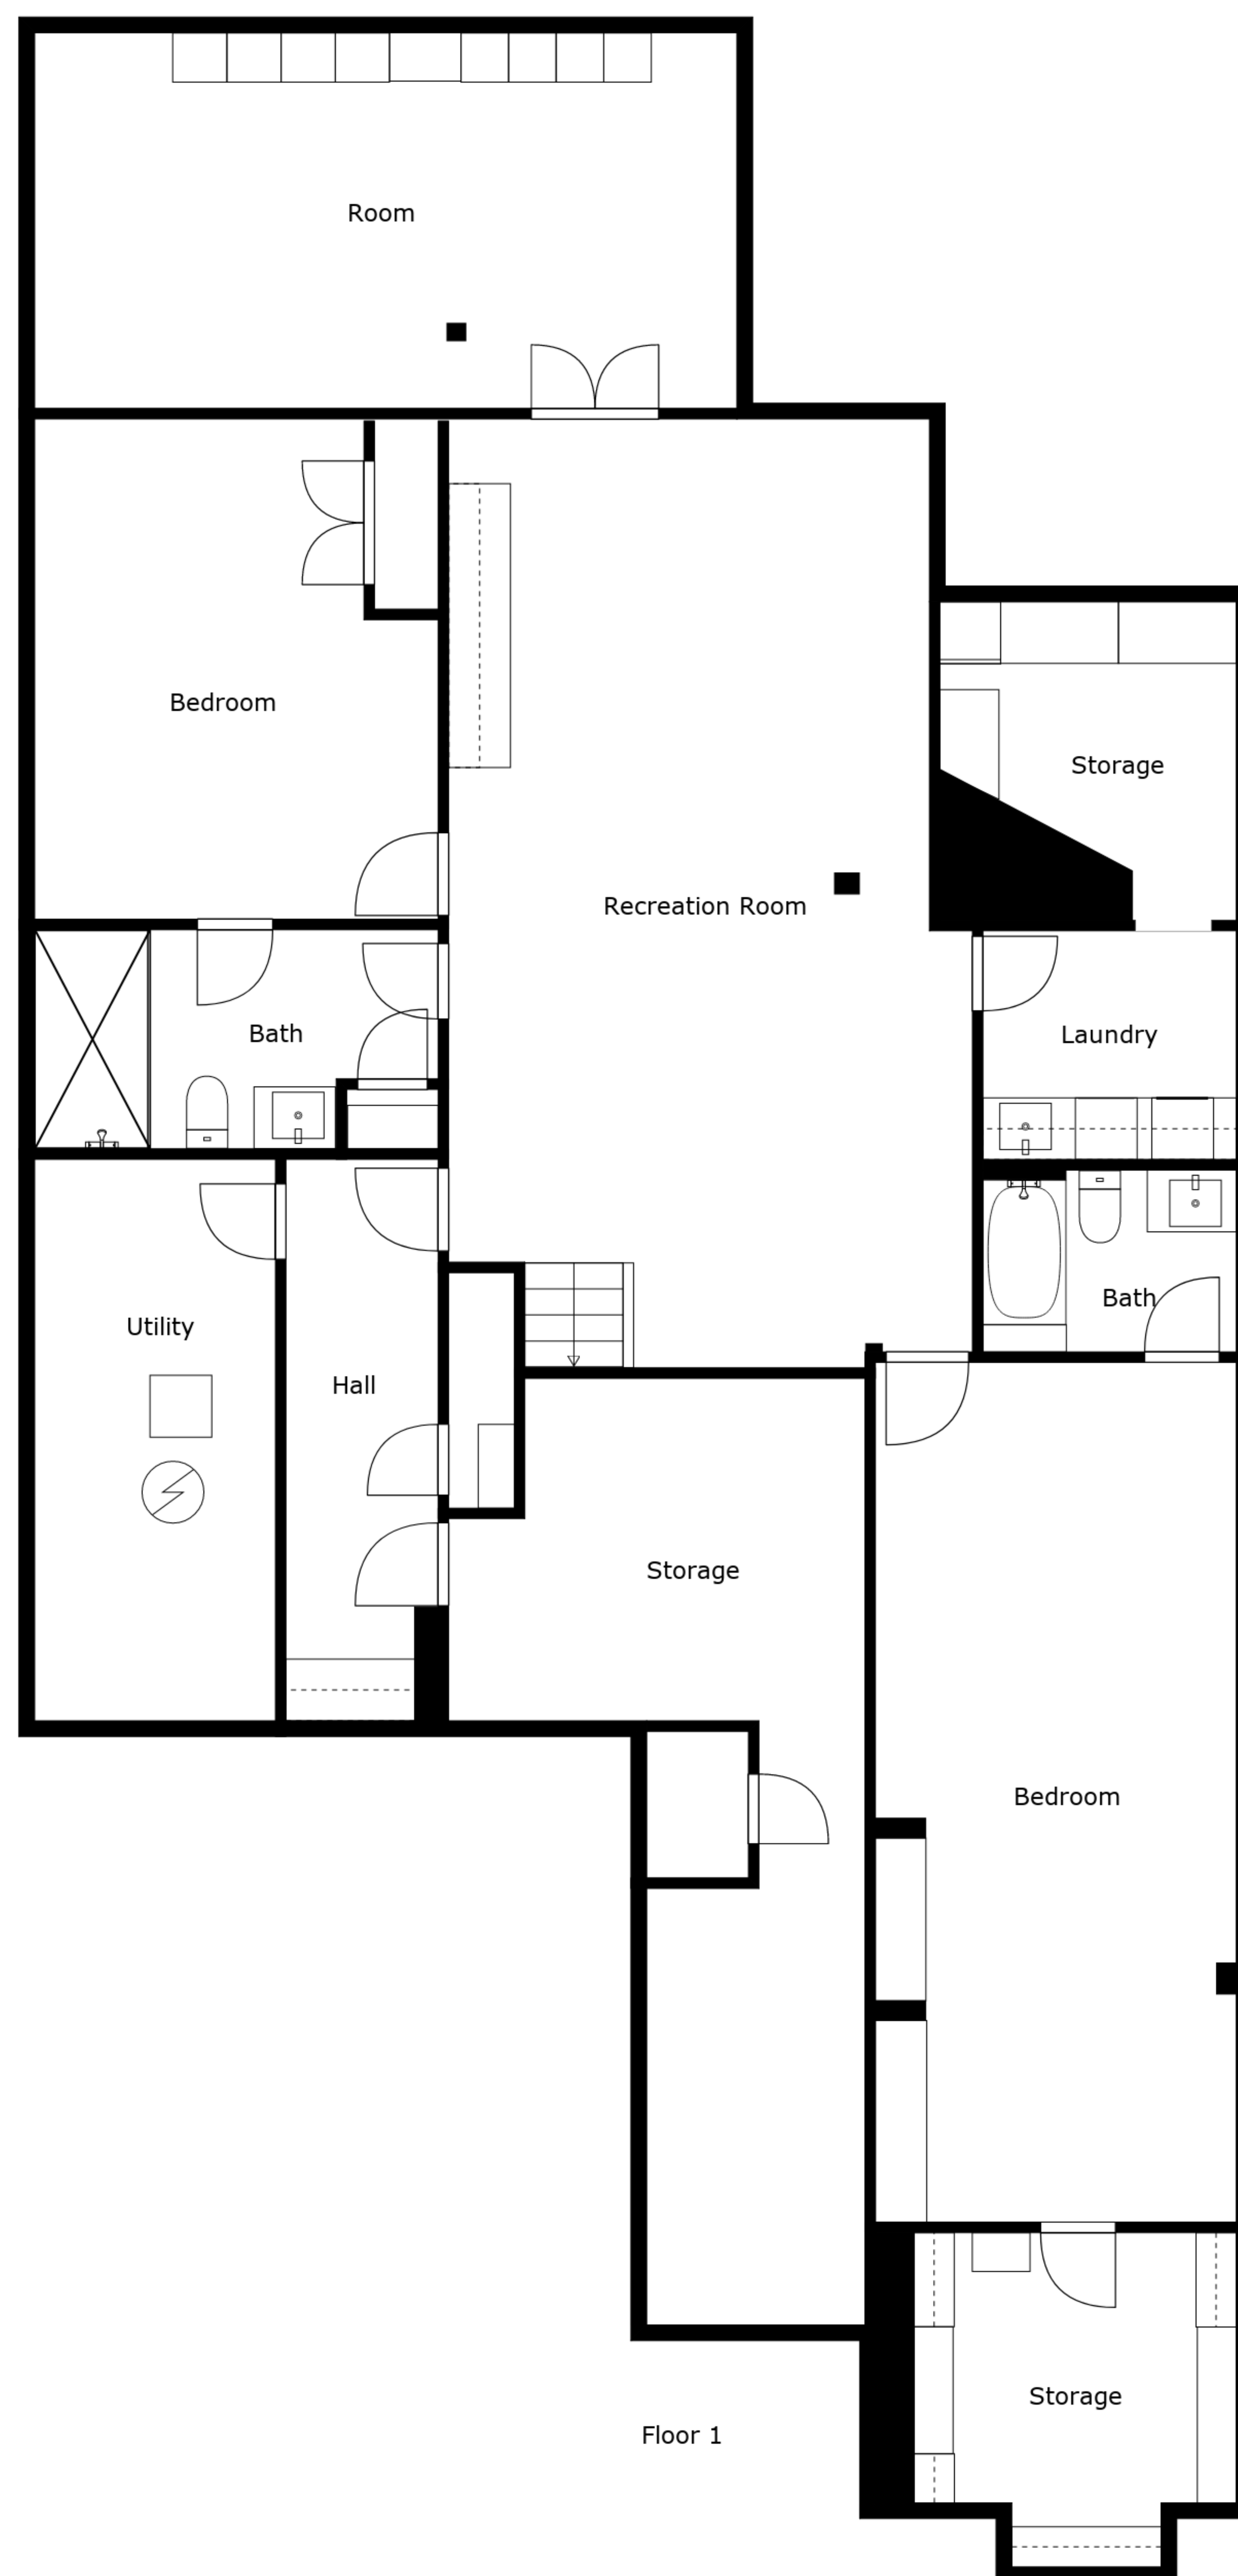 Room
Bedroom
Storage
Recreation Room
Bath
Laundry
Bath
Utility
Hall
Storage
Bedroom
Storage
Floor 1